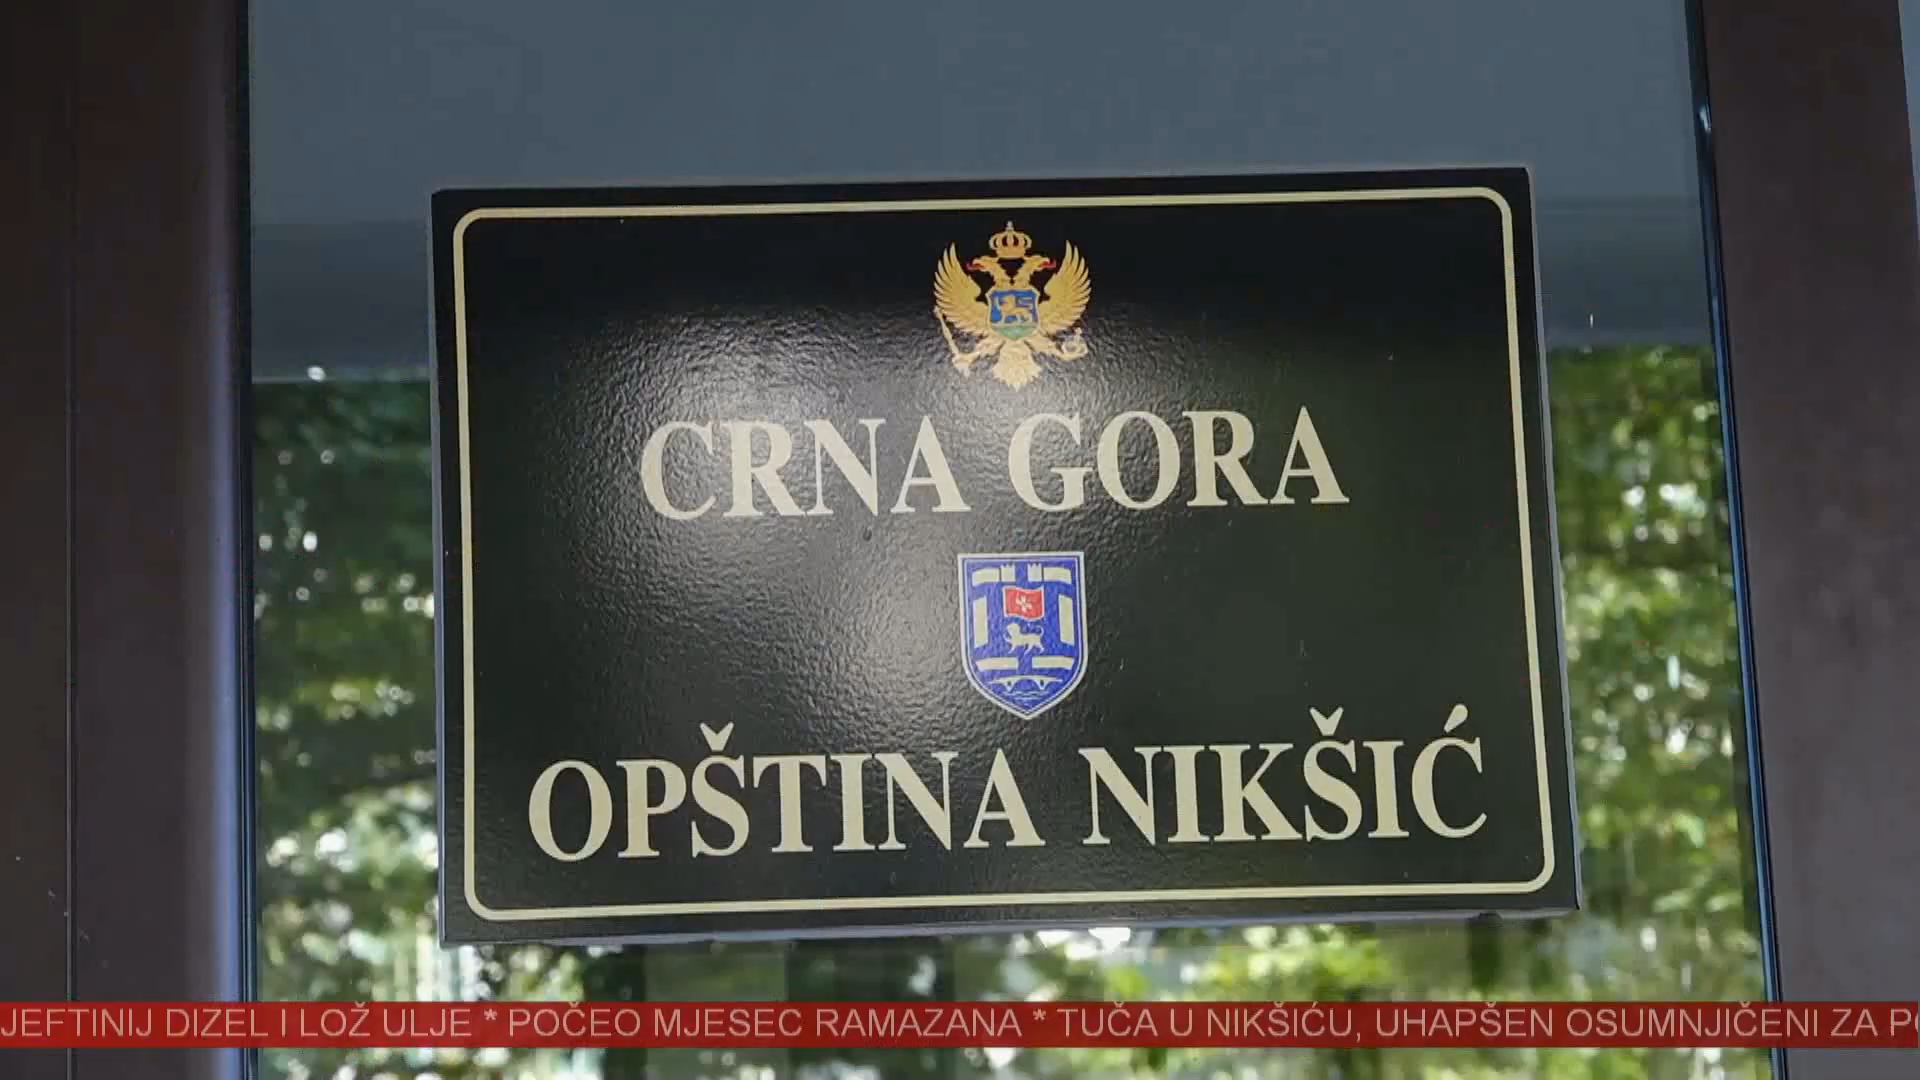 CRNA GORA
OPŠTINA NIKŠIĆ
JEFTINIJ DIZEL I LOŽ ULJE * POČEO MJESEC RAMAZANA * TUČA U NIKŠIĆU, UHAPŠEN OSUMNJIČENI ZA